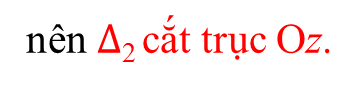 nên Δ₂ cắt trục Oz.